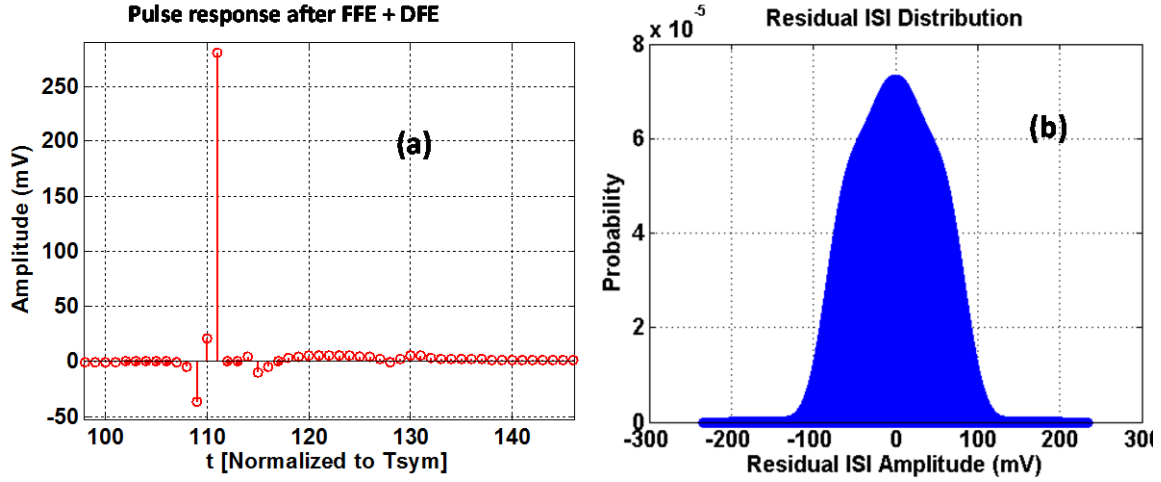 Pulse response after FFE + DFE
Amplitude (mV)
250
200
150
100
50
0
-50
(a)
100
110
120
130
140
t [Normalized to Tsym]
Residual ISI Distribution
8 x 10^-5
Probability
6
4
2
0
(b)
-300
-200
-100
0
100
200
300
Residual ISI Amplitude (mV)